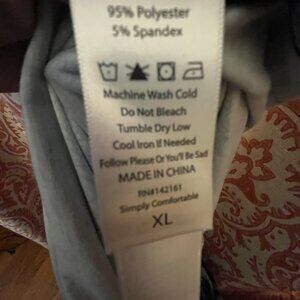 95% Polyester
5% Spandex
Machine Wash Cold
Do Not Bleach
Tumble Dry Low
Cool Iron If Needed
Follow Please Or You'll Be Sad
MADE IN CHINA
RN#142161
Simply Comfortable
XL